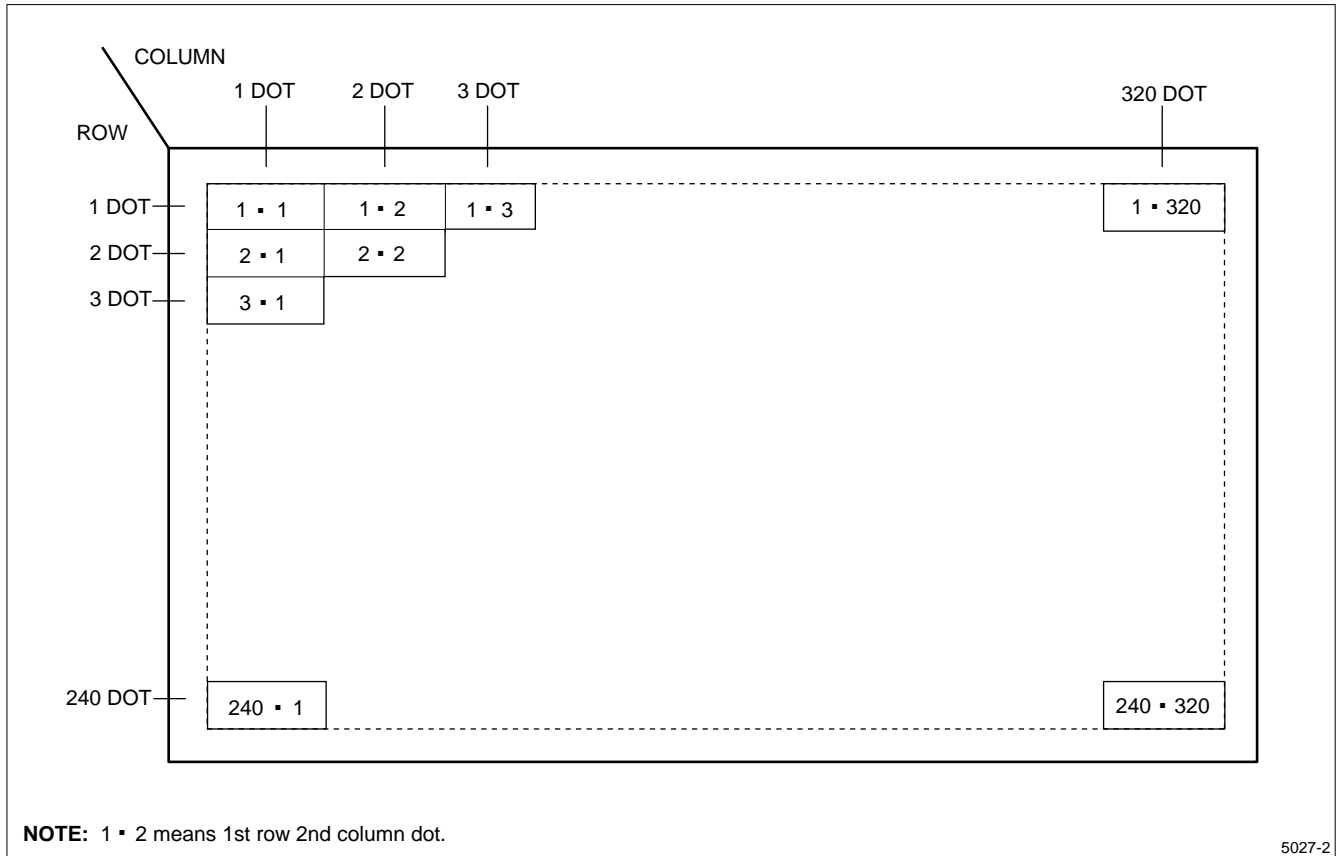 COLUMN
1 DOT 2 DOT 3 DOT 320 DOT
ROW
1 DOT 1 ▪ 1 1 ▪ 2 1 ▪ 3 1 ▪ 320
2 DOT 2 ▪ 1 2 ▪ 2
3 DOT 3 ▪ 1
240 DOT 240 ▪ 1 240 ▪ 320
NOTE: 1 ▪ 2 means 1st row 2nd column dot.
5027-2